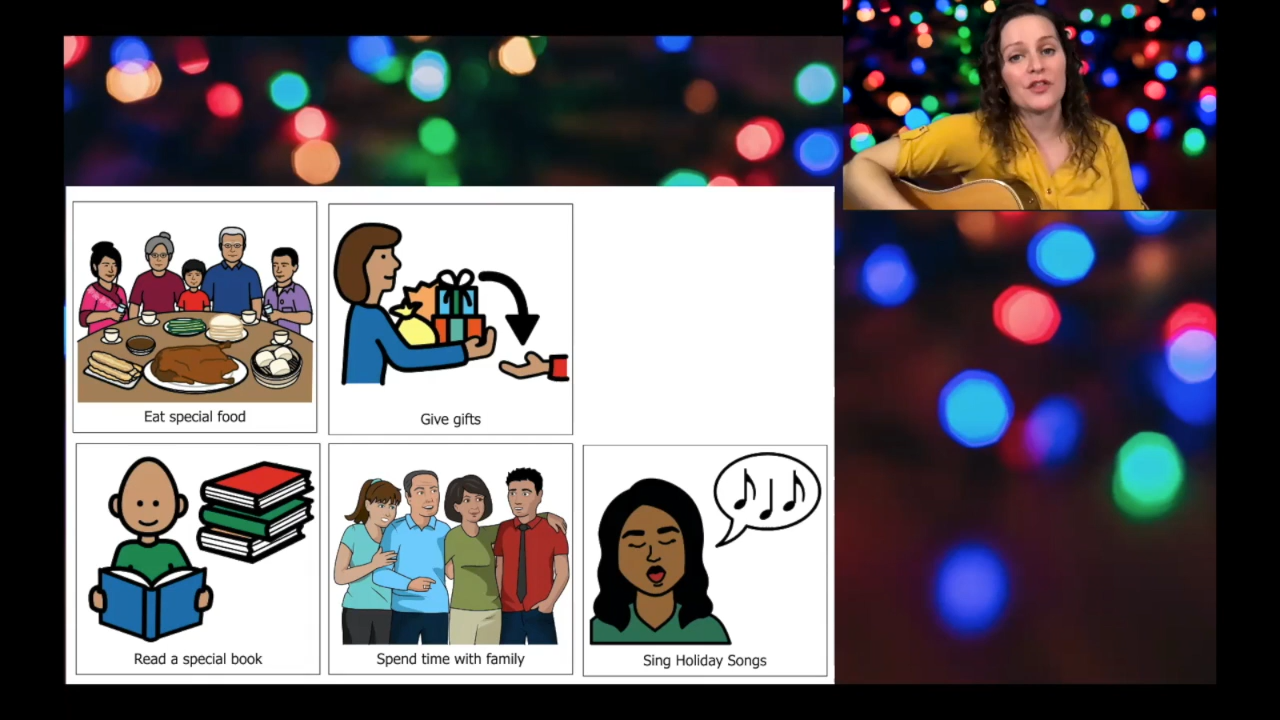 Eat special food
Give gifts
Read a special book
Spend time with family
Sing Holiday Songs